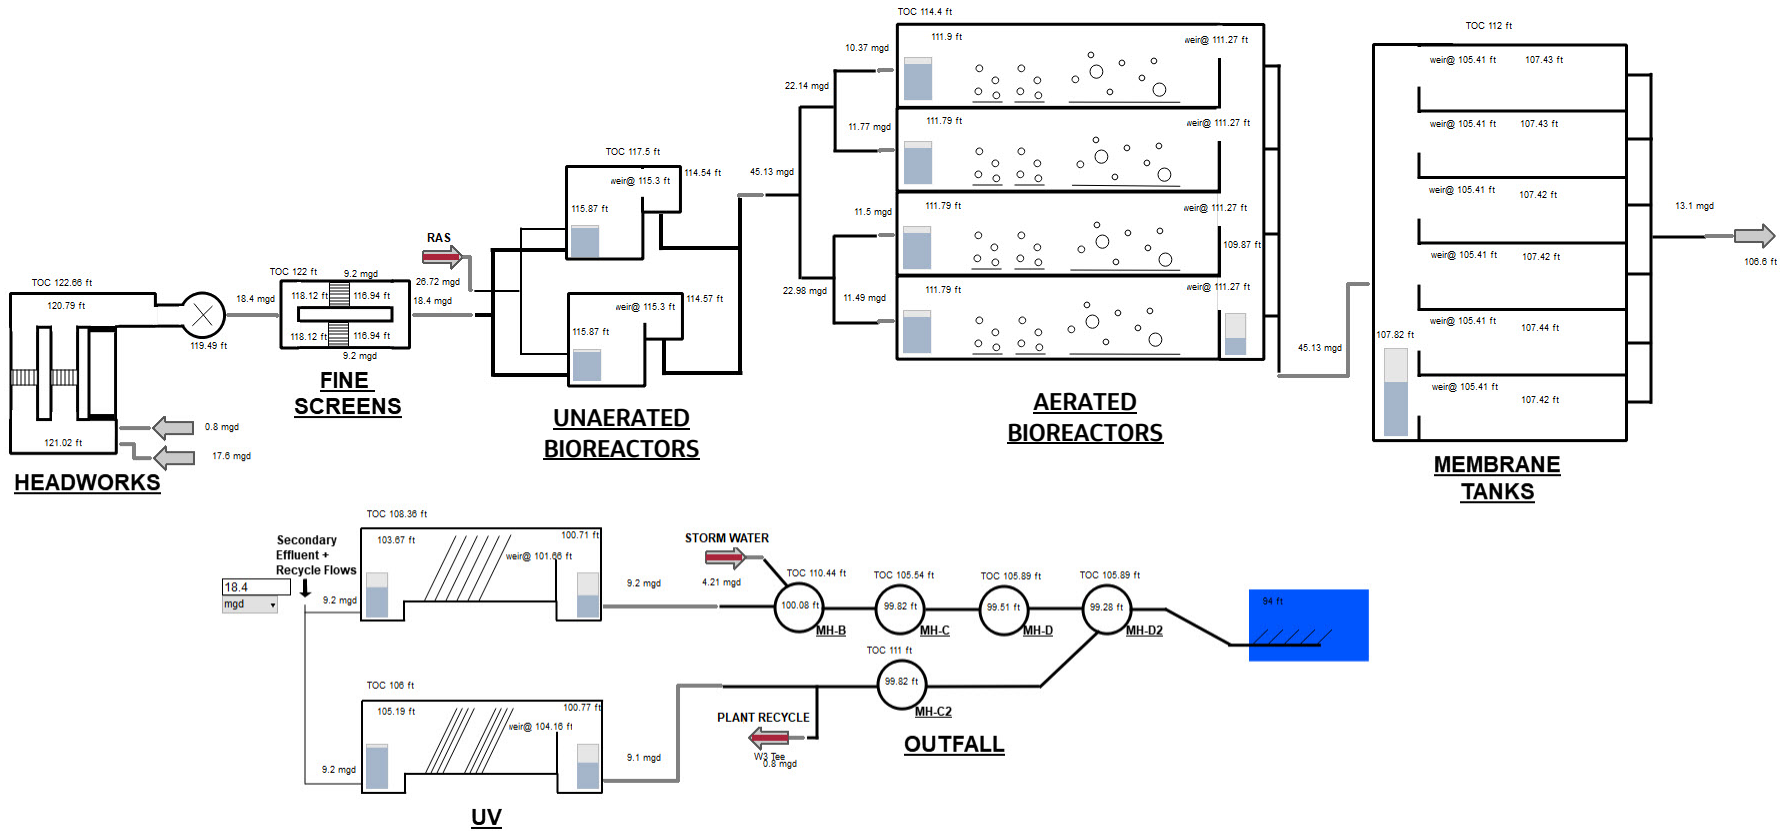 TOC 122.66 ft
120.79 ft
121.02 ft
0.8 mgd
17.6 mgd
HEADWORKS
119.49 ft
18.4 mgd
TOC 122 ft
9.2 mgd
118.12 ft
116.94 ft
118.12 ft
116.94 ft
9.2 mgd
FINE
SCREENS
RAS
26.72 mgd
18.4 mgd
TOC 117.5 ft
weir@ 115.3 ft
114.54 ft
115.87 ft
weir@ 115.3 ft
114.57 ft
115.87 ft
UNAERATED
BIOREACTORS
45.13 mgd
22.14 mgd
10.37 mgd
11.77 mgd
11.5 mgd
22.98 mgd
11.49 mgd
TOC 114.4 ft
111.9 ft
weir@ 111.27 ft
111.79 ft
weir@ 111.27 ft
111.79 ft
weir@ 111.27 ft
109.87 ft
111.79 ft
weir@ 111.27 ft
AERATED
BIOREACTORS
45.13 mgd
TOC 112 ft
weir@ 105.41 ft
107.43 ft
weir@ 105.41 ft
107.43 ft
weir@ 105.41 ft
107.42 ft
weir@ 105.41 ft
107.42 ft
weir@ 105.41 ft
107.44 ft
107.82 ft
weir@ 105.41 ft
107.42 ft
MEMBRANE
TANKS
13.1 mgd
106.6 ft
Secondary
Effluent +
Recycle Flows
18.4
mgd
9.2 mgd
TOC 108.36 ft
103.67 ft
weir@ 101.66 ft
100.71 ft
9.2 mgd
9.2 mgd
TOC 106 ft
105.19 ft
weir@ 104.16 ft
100.77 ft
9.1 mgd
UV
STORM WATER
4.21 mgd
TOC 110.44 ft
100.08 ft
MH-B
TOC 105.54 ft
99.82 ft
MH-C
TOC 105.89 ft
99.51 ft
MH-D
TOC 105.89 ft
99.28 ft
MH-D2
94 ft
TOC 111 ft
99.82 ft
MH-C2
PLANT RECYCLE
W3 Tee
0.8 mgd
OUTFALL